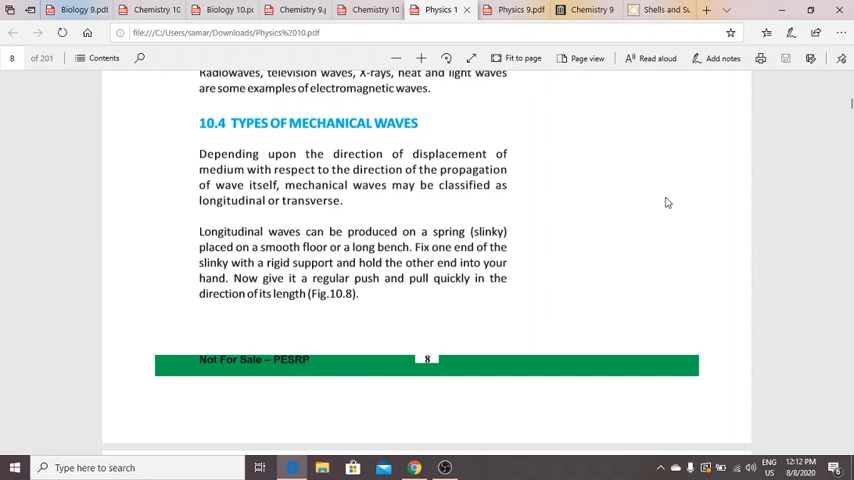 Biology 9.pdf
Chemistry 10
Biology 10.p
Chemistry 9.
Chemistry 10
Physics 1
Physics 9.pdf
Chemistry 9
Shells and Su
file:///C:/Users/samar/Downloads/Physics%2010.pdf
8 of 201
Contents
Fit to page
Page view
Read aloud
Add notes
Radiowaves, television waves, X-rays, heat and light waves
are some examples of electromagnetic waves.
10.4 TYPES OF MECHANICAL WAVES
Depending upon the direction of displacement of
medium with respect to the direction of the propagation
of wave itself, mechanical waves may be classified as
longitudinal or transverse.
Longitudinal waves can be produced on a spring (slinky)
placed on a smooth floor or a long bench. Fix one end of the
slinky with a rigid support and hold the other end into your
hand. Now give it a regular push and pull quickly in the
direction of its length (Fig.10.8).
Not For Sale – PESRP
8
Type here to search
ENG
US
12:12 PM
8/8/2020